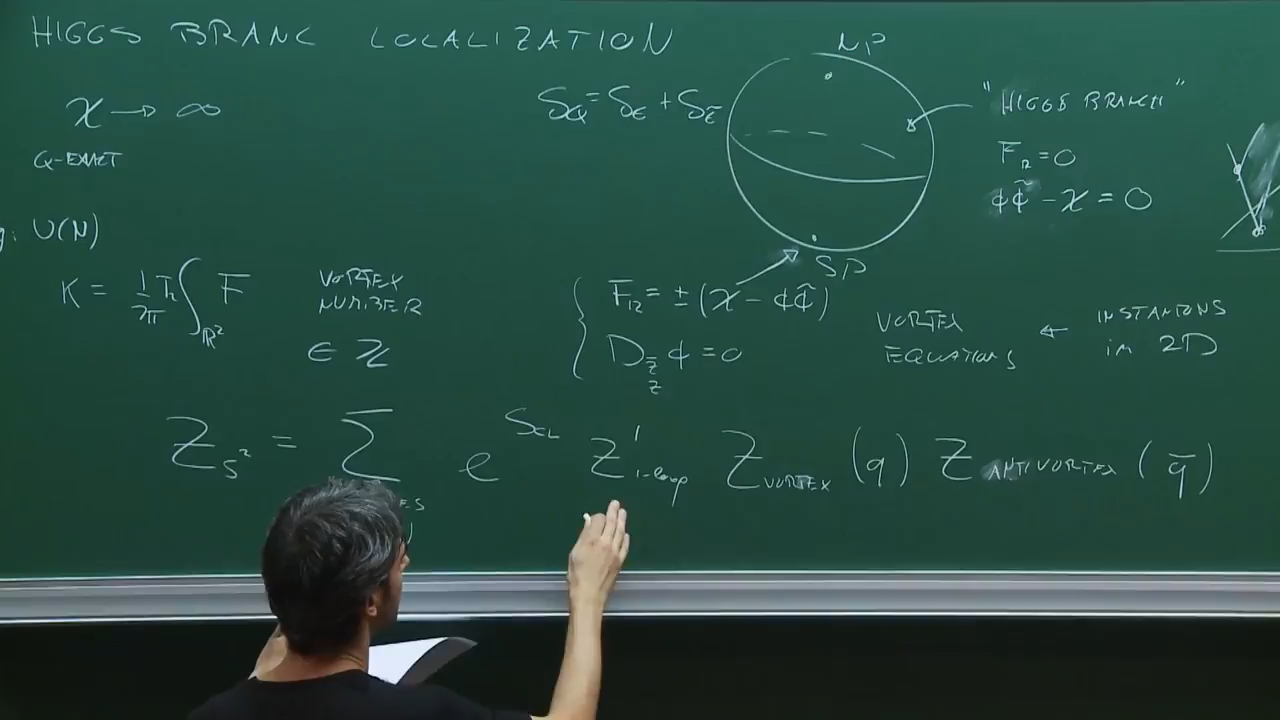 HIGGS BRANC LOCALIZATION
χ → ∞
Q-EXACT
g: U(N)
K = 1/2π Tr ∫_R² F
VORTEX
NUMBER
∈ ℤ
S_Q = S_ε + S_ε̄
NP
SP
"HIGGS BRANCH"
F₁₂ = 0
φφ̃ - χ = 0
F₁₂ = ± (χ - φφ̃)
D_z̄ φ = 0
z
VORTEX
EQUATIONS
←
INSTANTONS
in 2D
Z_S² = Σ e^S_CL Z'_1-loop Z_VORTEX (q) Z_ANTIVORTEX (q̄)